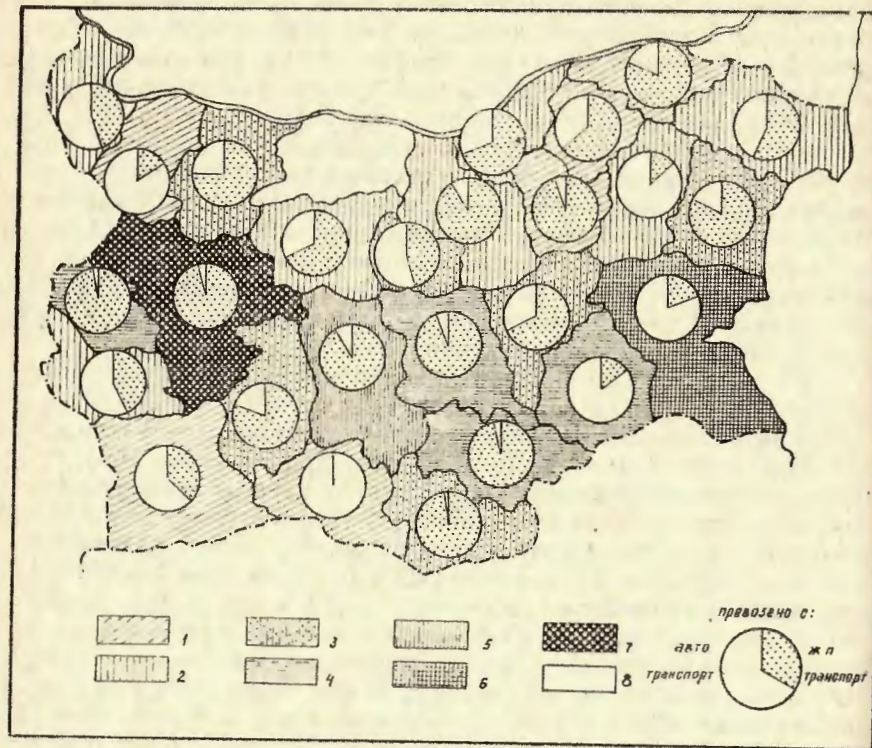 превозено с:
1 3 5 7 авто ж п
2 4 6 8 транспорт транспорт